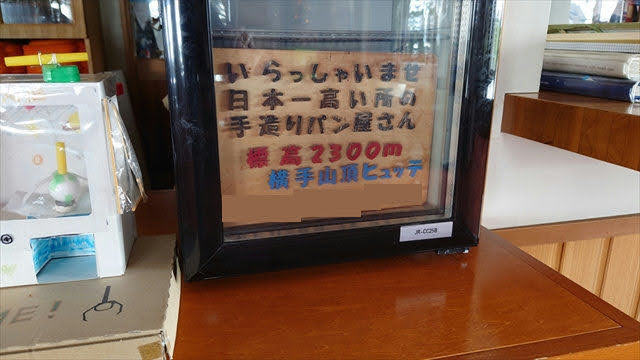 いらっしゃいませ
日本一高い所の
手造りパン屋さん
標高2300m
横手山頂ヒュッテ
JR-CC25B
ME!